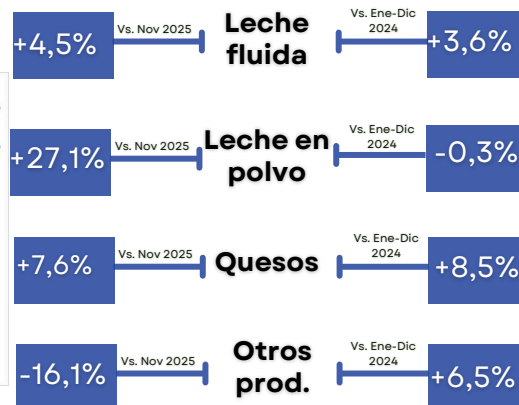 +4,5%
Vs. Nov 2025
Leche
fluida
Vs. Ene-Dic
2024
+3,6%
+27,1%
Vs. Nov 2025
Leche en
polvo
Vs. Ene-Dic
2024
-0,3%
+7,6%
Vs. Nov 2025
Quesos
Vs. Ene-Dic
2024
+8,5%
-16,1%
Vs. Nov 2025
Otros
prod.
Vs. Ene-Dic
2024
+6,5%